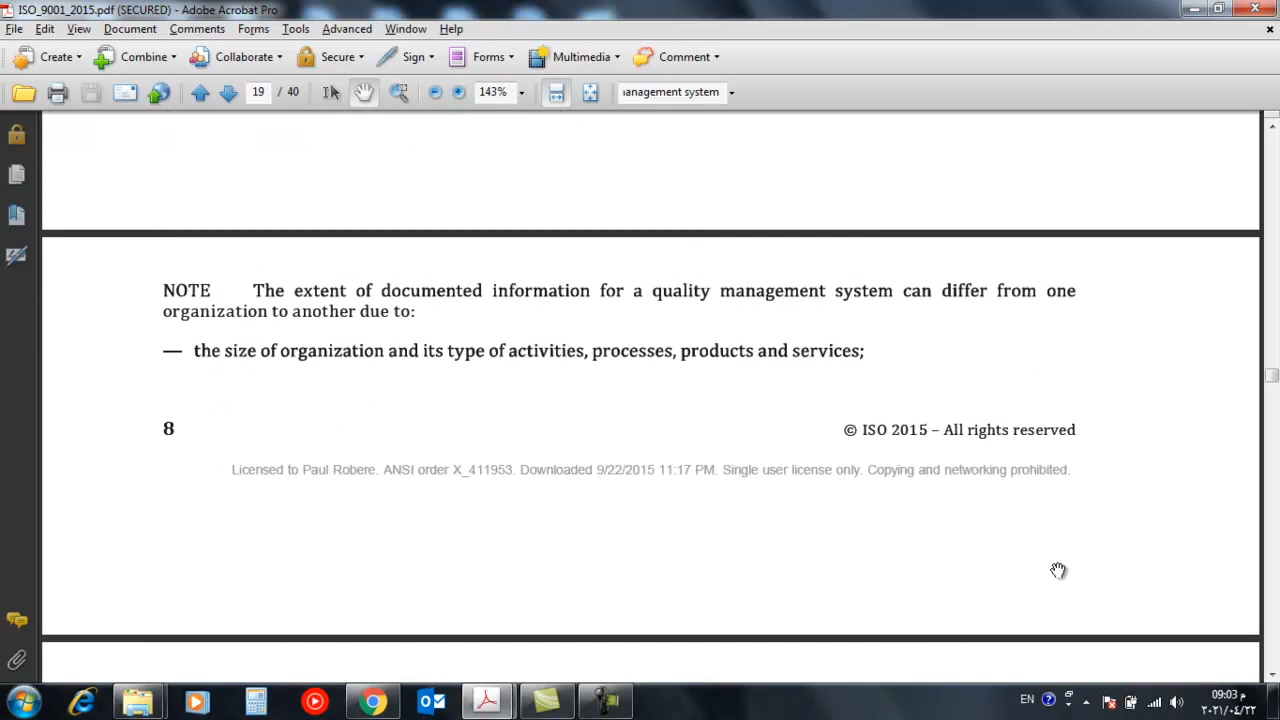 ISO_9001_2015.pdf (SECURED) - Adobe Acrobat Pro
File Edit View Document Comments Forms Tools Advanced Window Help
Create Combine Collaborate Secure Sign Forms Multimedia Comment
19 / 40 143% anagement system
NOTE The extent of documented information for a quality management system can differ from one
organization to another due to:
— the size of organization and its type of activities, processes, products and services;
8 © ISO 2015 – All rights reserved
Licensed to Paul Robere. ANSI order X_411953. Downloaded 9/22/2015 11:17 PM. Single user license only. Copying and networking prohibited.
EN
09:03 م
٢٠٢١/٠٤/٢٢